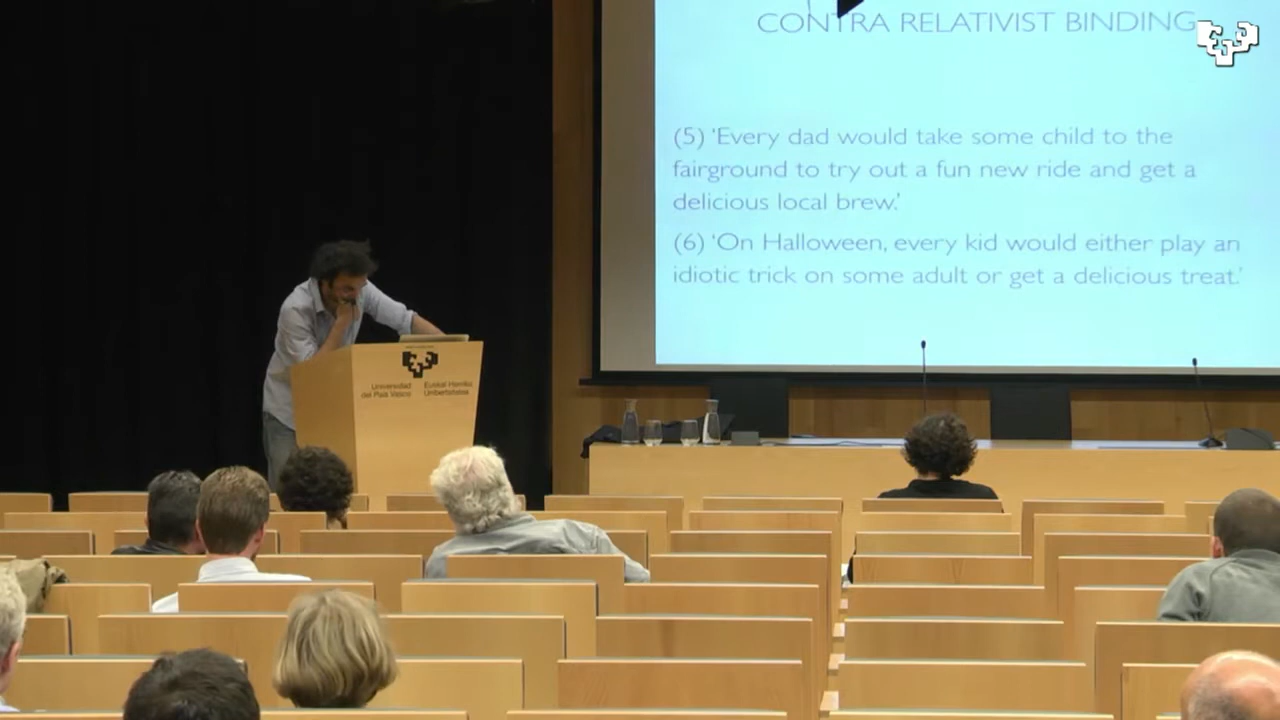 CONTRA RELATIVIST BINDING
(5) ‘Every dad would take some child to the
fairground to try out a fun new ride and get a
delicious local brew.’
(6) ‘On Halloween, every kid would either play an
idiotic trick on some adult or get a delicious treat.’
Universidad
del País Vasco
Euskal Herriko
Unibertsitatea